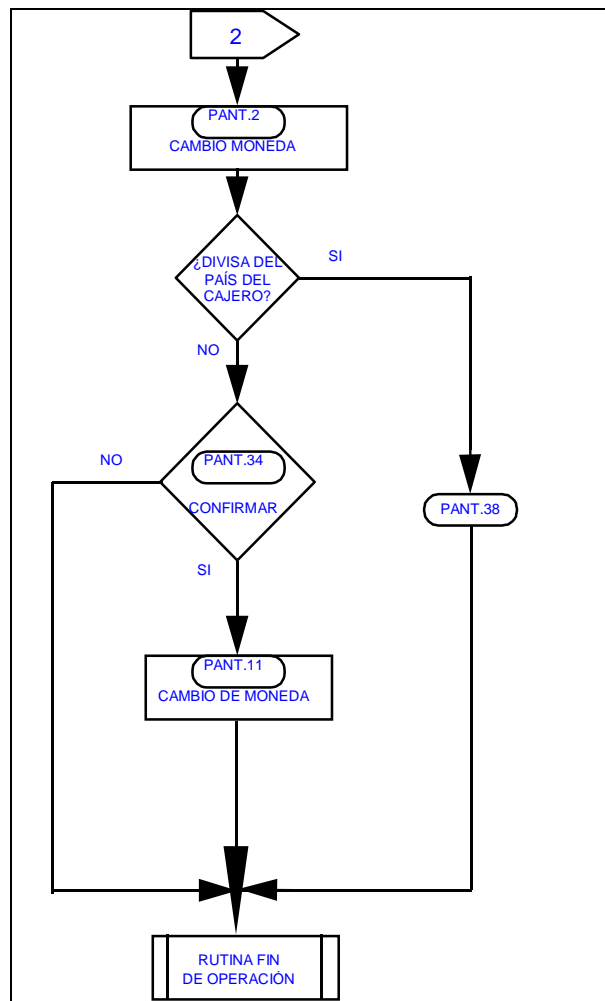 2
PANT.2
CAMBIO MONEDA
¿DIVISA DEL
PAÍS DEL
CAJERO?
SI
NO
NO
PANT.34
CONFIRMAR
PANT.38
SI
PANT.11
CAMBIO DE MONEDA
RUTINA FIN
DE OPERACIÓN